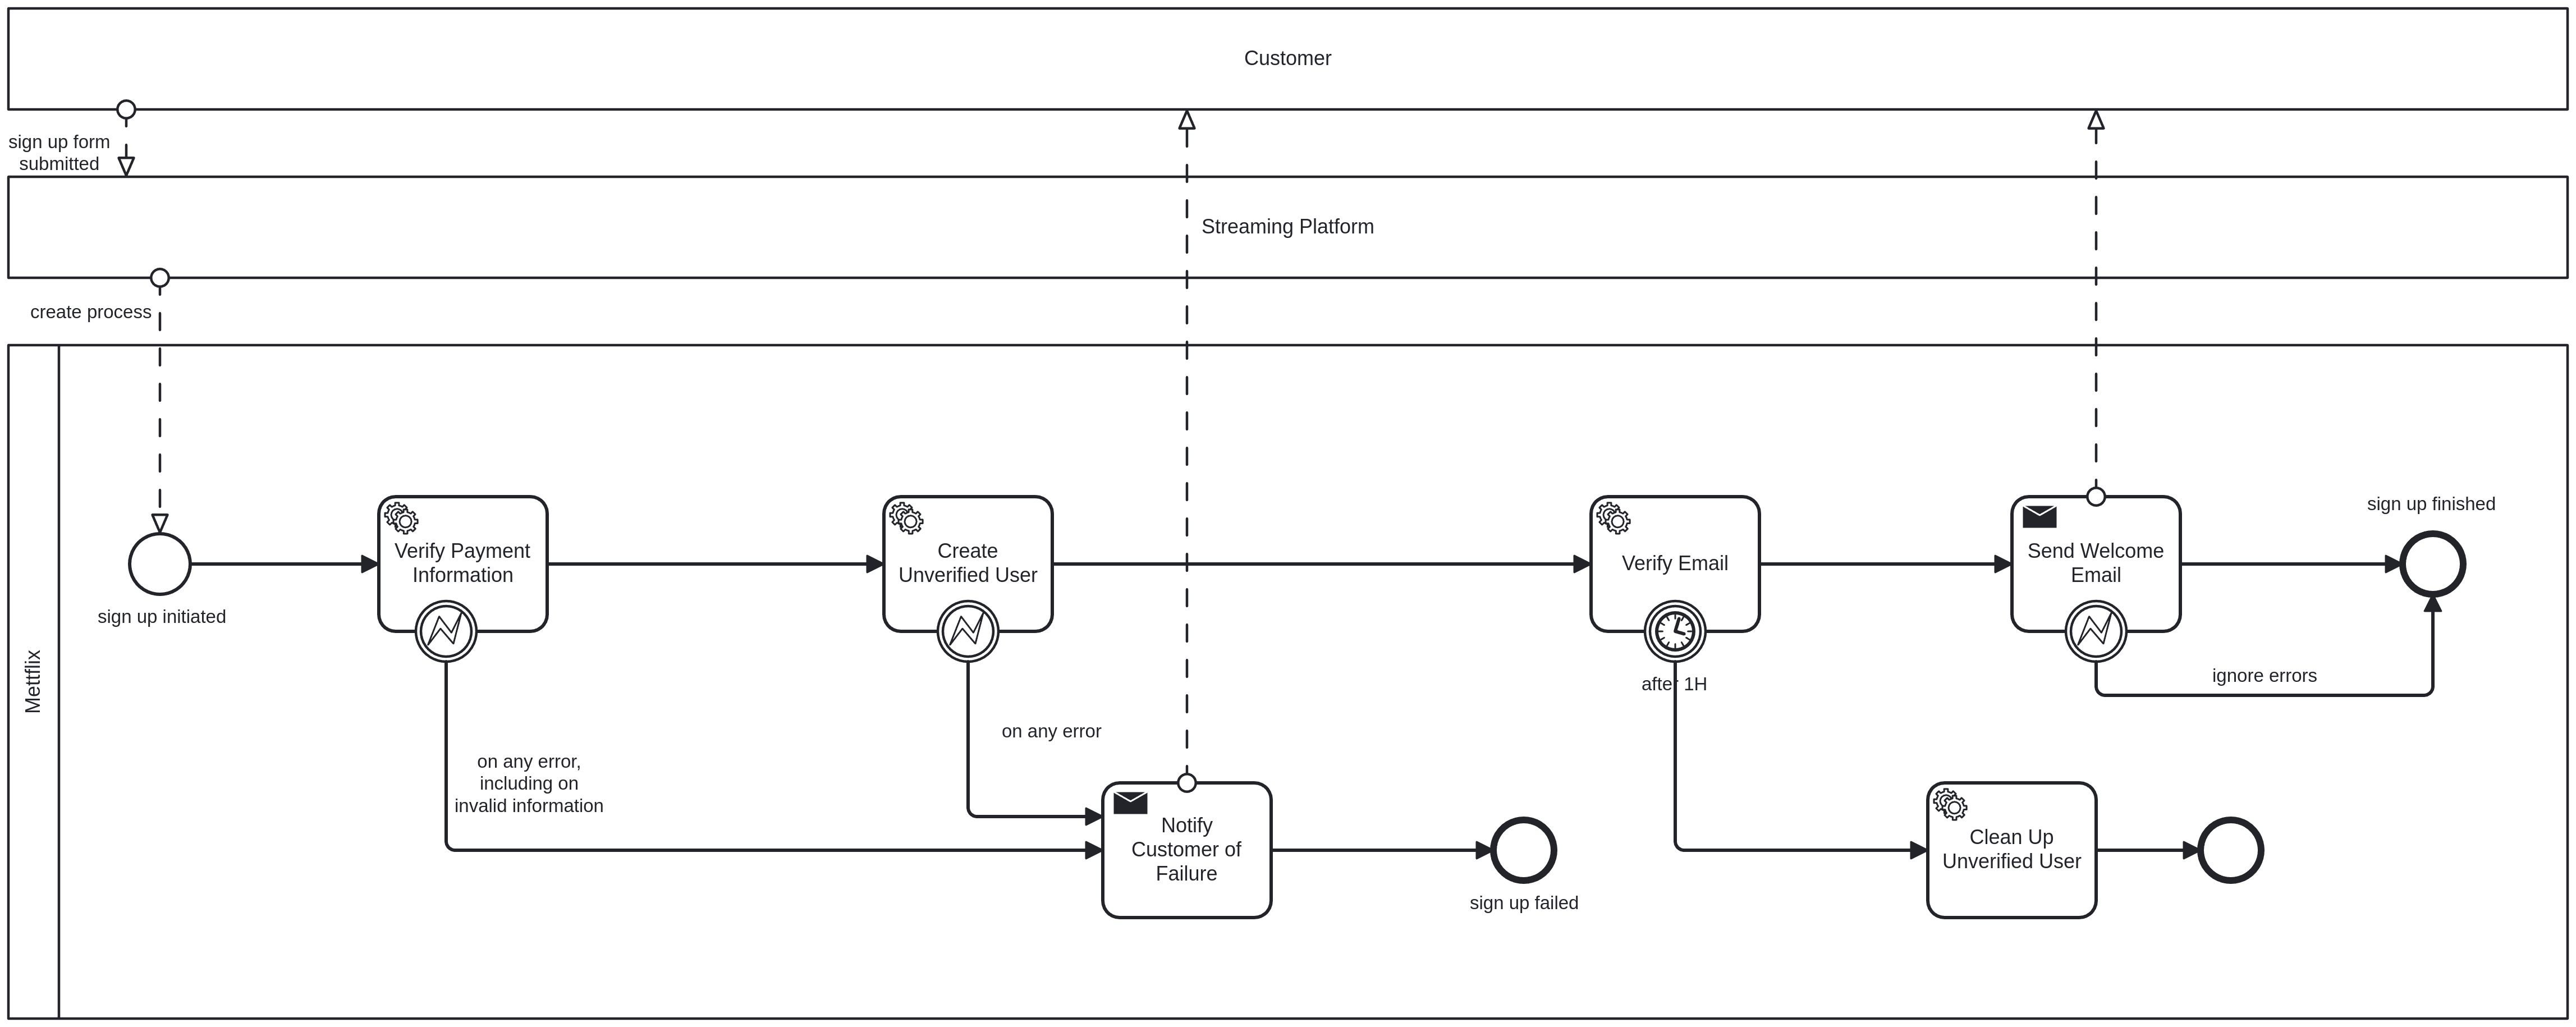 Customer
sign up form
submitted
Streaming Platform
create process
Mettflix
sign up initiated
Verify Payment
Information
on any error,
including on
invalid information
Create
Unverified User
on any error
Notify
Customer of
Failure
sign up failed
Verify Email
after 1H
Clean Up
Unverified User
Send Welcome
Email
ignore errors
sign up finished